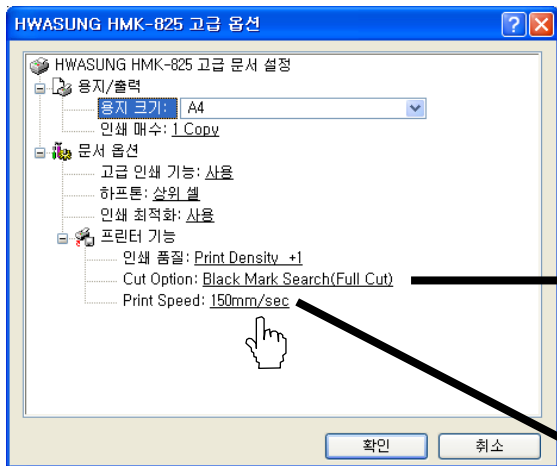 HWASUNG HMK-825 고급 옵션
HWASUNG HMK-825 고급 문서 설정
용지/출력
용지 크기: A4
인쇄 매수: 1 Copy
문서 옵션
고급 인쇄 기능: 사용
하프톤: 상위 셀
인쇄 최적화: 사용
프린터 기능
인쇄 품질: Print Density +1
Cut Option: Black Mark Search(Full Cut)
Print Speed: 150mm/sec
확인 취소